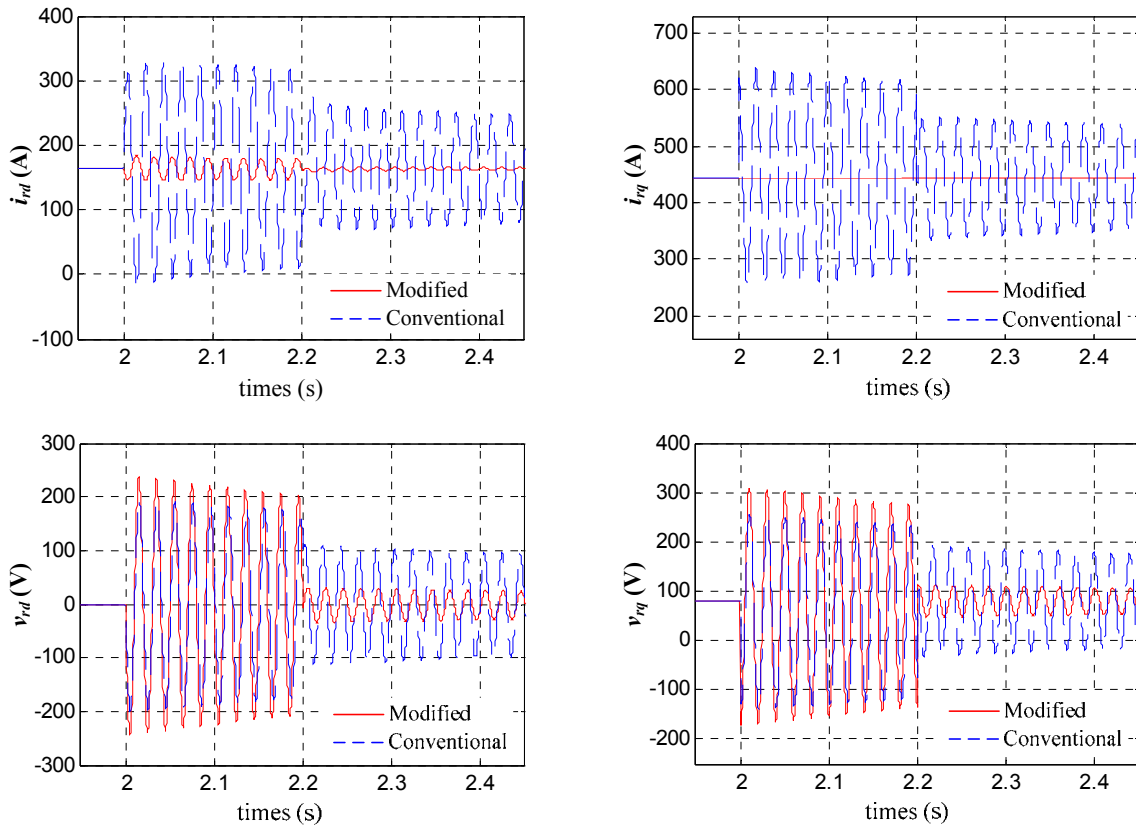 400
300
200
100
0
-100
i_rd (A)
Modified
Conventional
2
2.1
2.2
2.3
2.4
times (s)
700
600
500
400
300
200
i_rq (A)
Modified
Conventional
2
2.1
2.2
2.3
2.4
times (s)
300
200
100
0
-100
-200
-300
v_rd (V)
Modified
Conventional
2
2.1
2.2
2.3
2.4
times (s)
400
300
200
100
0
-100
-200
v_rq (V)
Modified
Conventional
2
2.1
2.2
2.3
2.4
times (s)